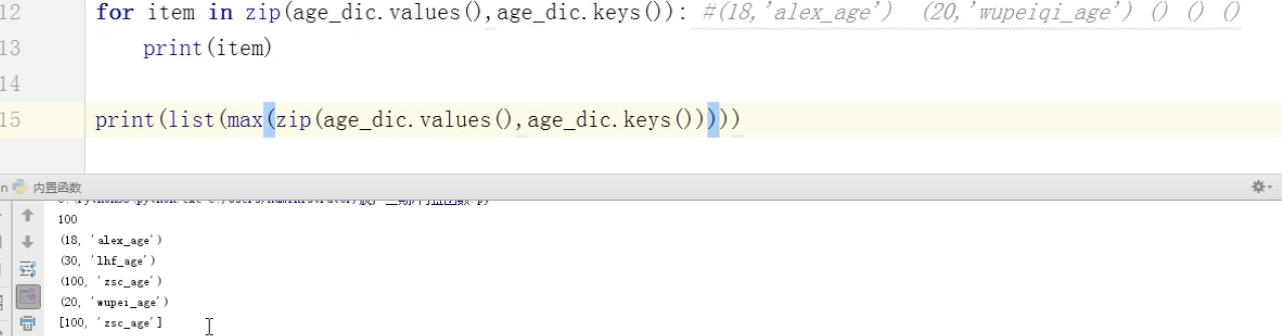 12 for item in zip(age_dic.values(),age_dic.keys()): #(18,'alex_age')  (20,'wupeiqi_age') () () ()
13     print(item)
14
15 print(list(max(zip(age_dic.values(),age_dic.keys()))))
内置函数
100
(18, 'alex_age')
(30, 'lhf_age')
(100, 'zsc_age')
(20, 'wupei_age')
[100, 'zsc_age']